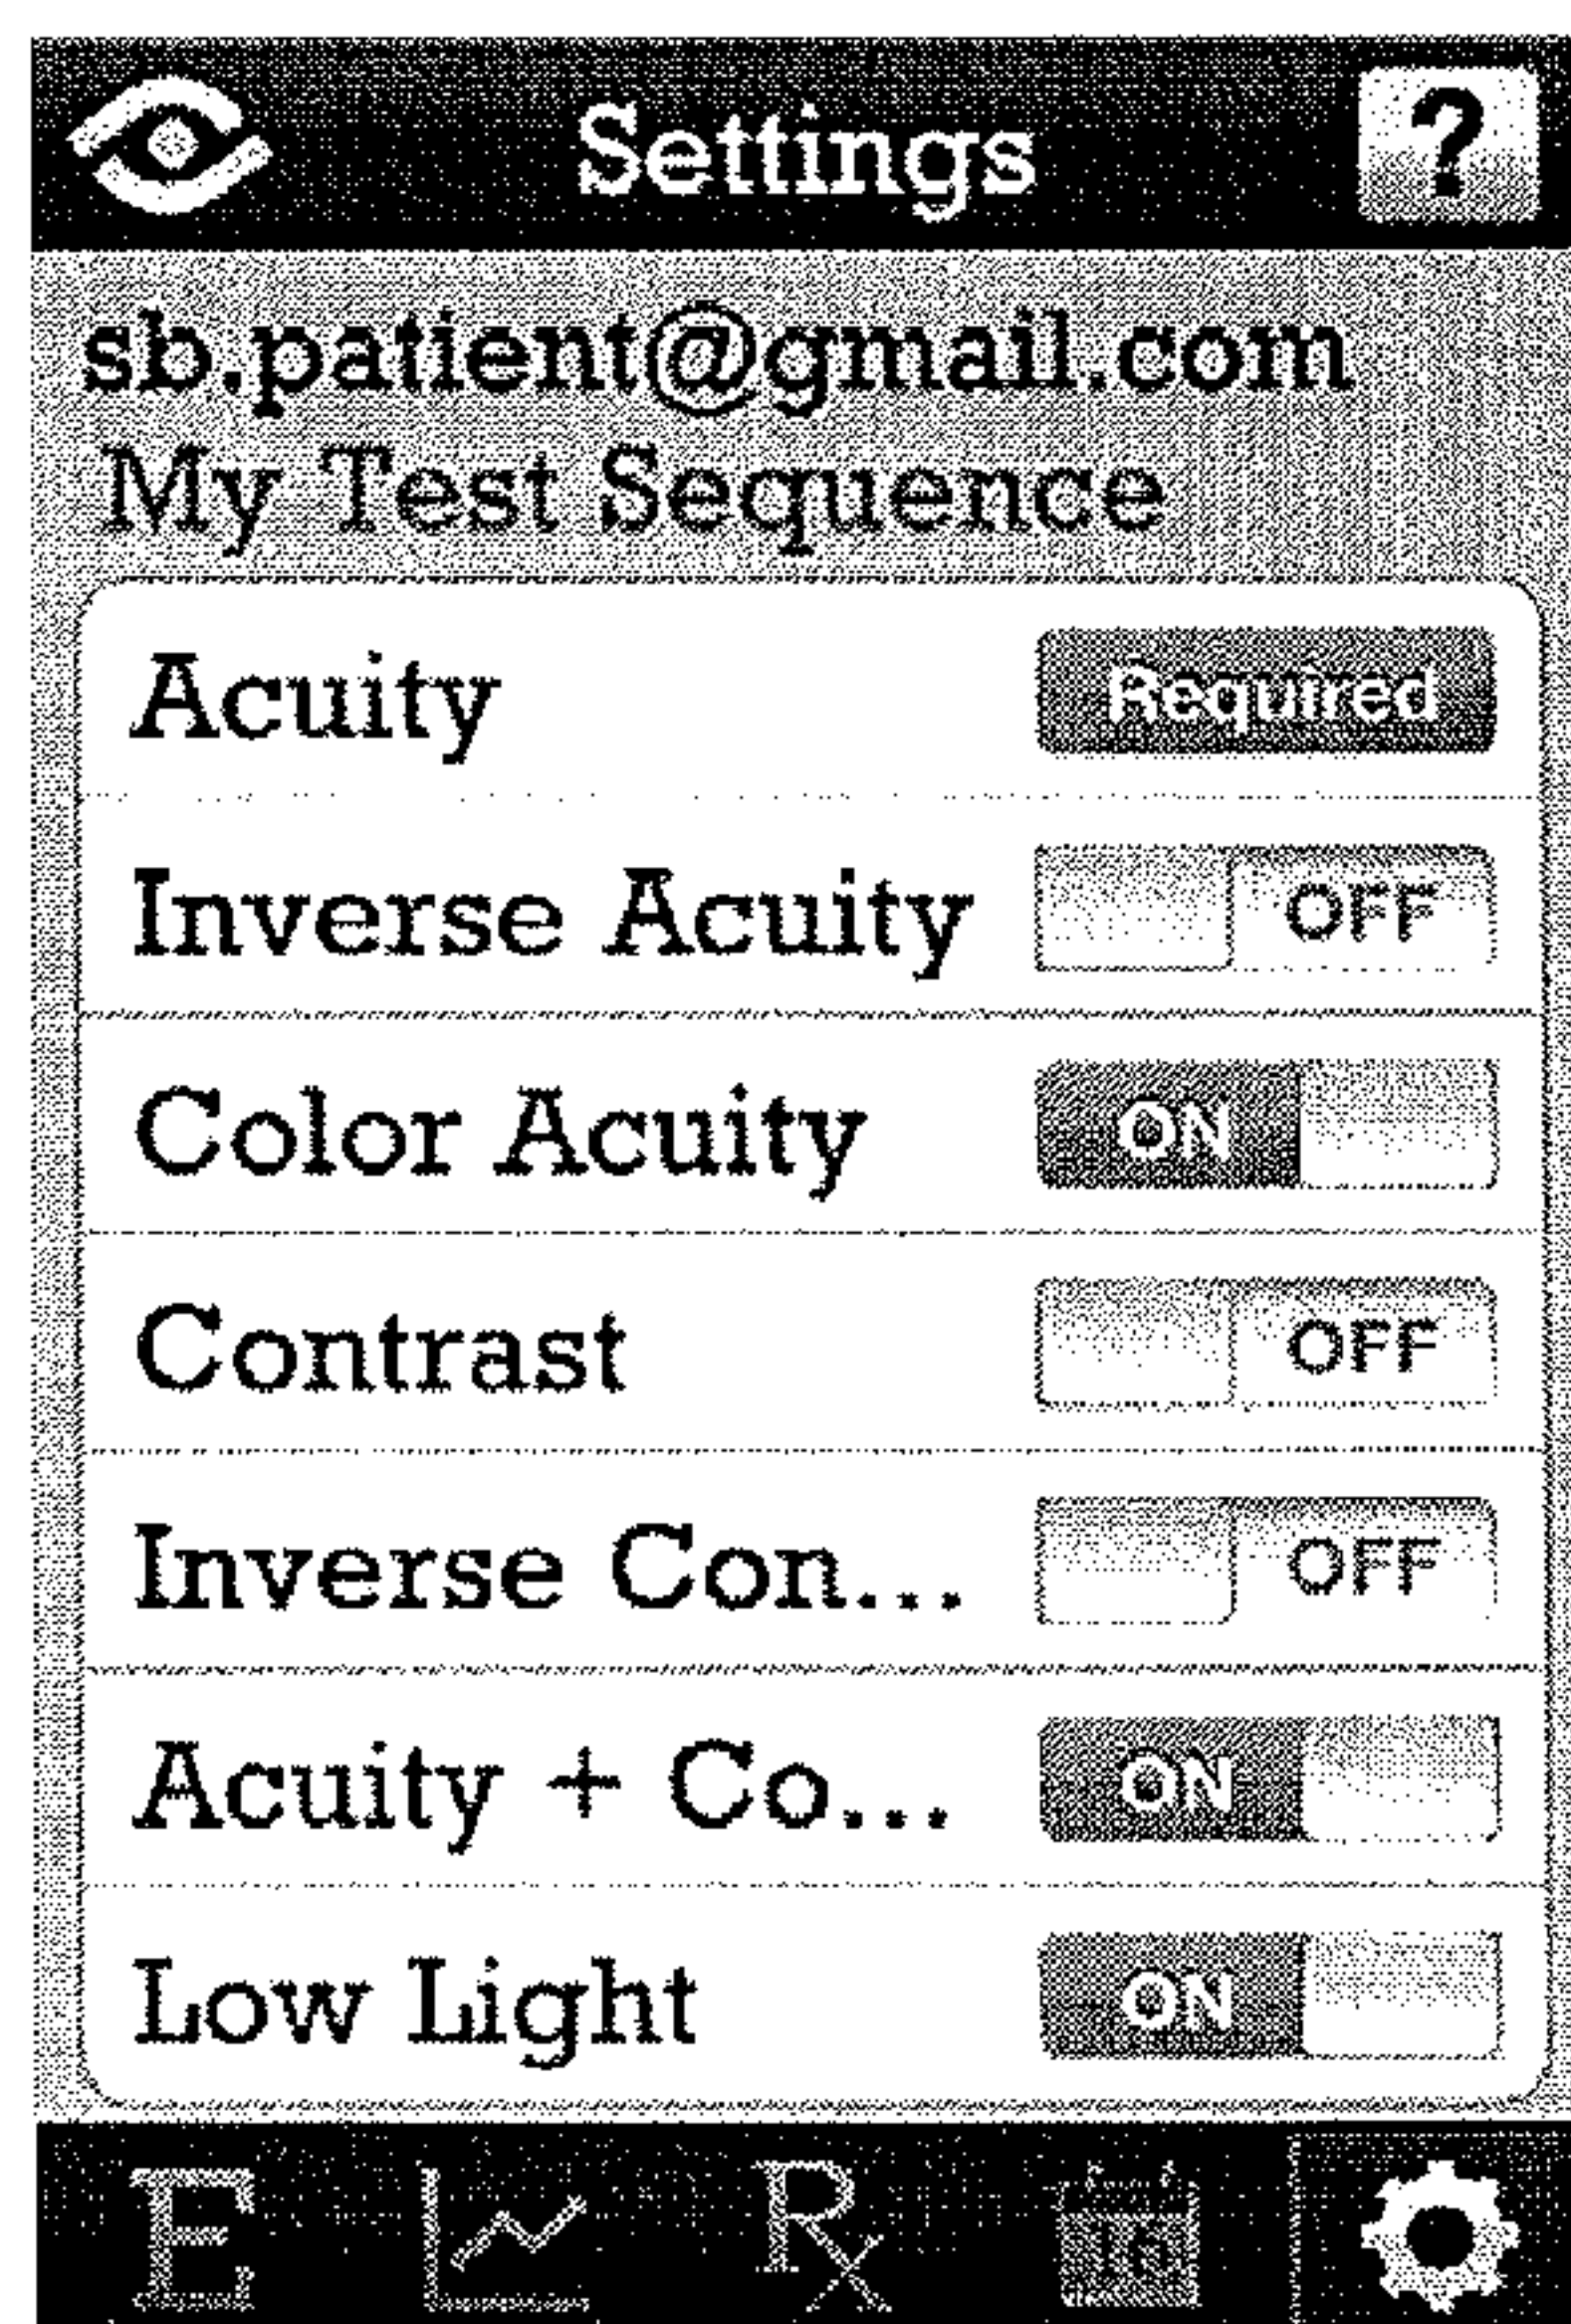 Settings ?
sb.patient@gmail.com
My Test Sequence
Acuity Required
Inverse Acuity OFF
Color Acuity ON
Contrast OFF
Inverse Con... OFF
Acuity + Co... ON
Low Light ON
E Rx